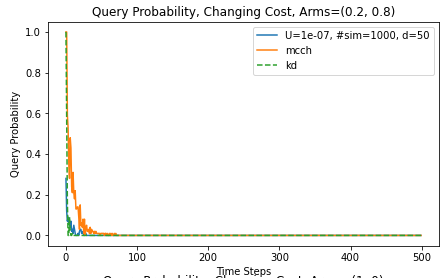 Query Probability, Changing Cost, Arms=(0.2, 0.8)
U=1e-07, #sim=1000, d=50
mcch
kd
Query Probability
1.0
0.8
0.6
0.4
0.2
0.0
0
100
200
300
400
500
Time Steps